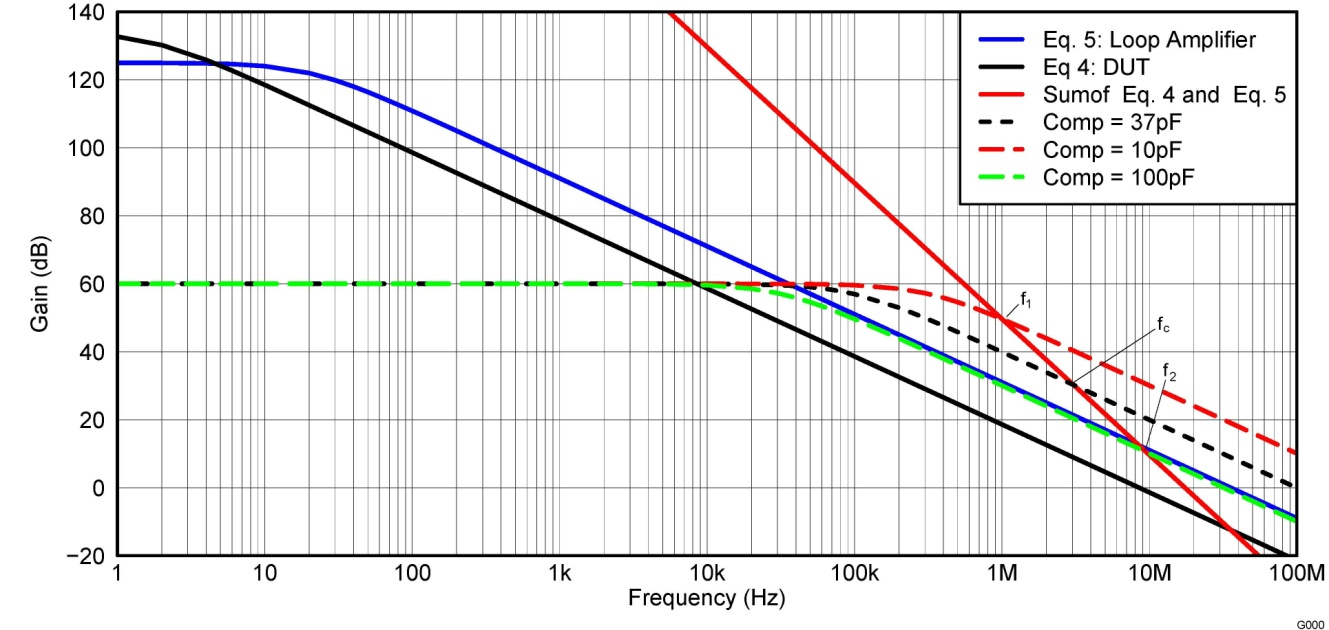 140
120
100
80
60
40
20
0
−20
Gain (dB)
Eq. 5: Loop Amplifier
Eq 4: DUT
Sumof Eq. 4 and Eq. 5
Comp = 37pF
Comp = 10pF
Comp = 100pF
f1
fc
f2
1 10 100 1k 10k 100k 1M 10M 100M
Frequency (Hz)
G000